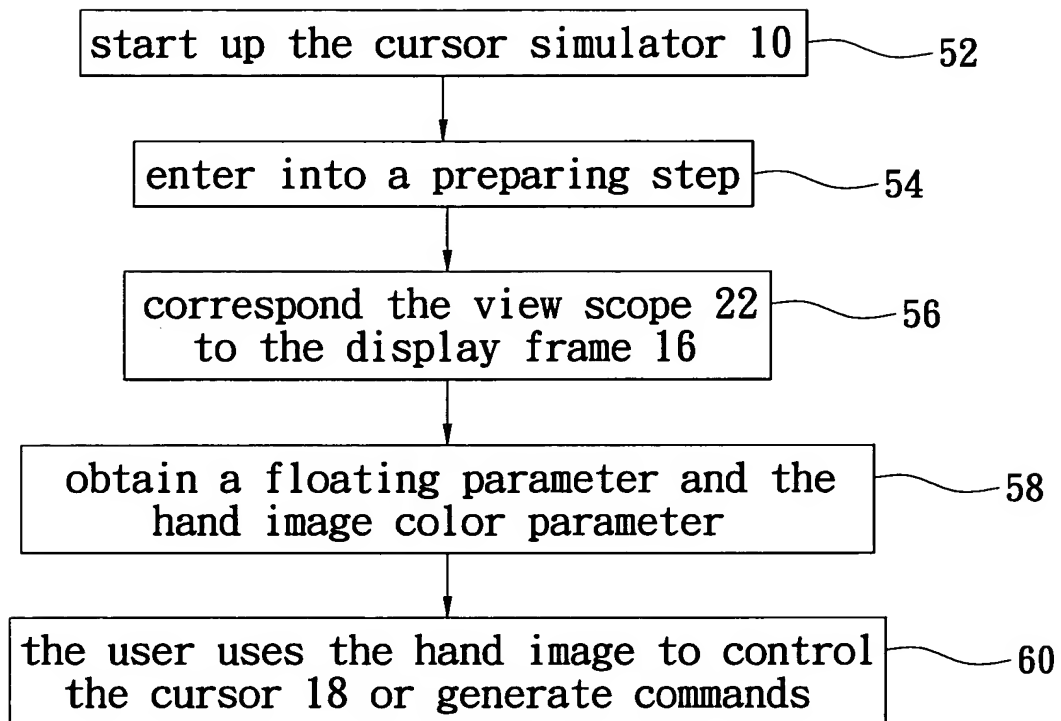 start up the cursor simulator 10
52
enter into a preparing step
54
correspond the view scope 22
to the display frame 16
56
obtain a floating parameter and the
hand image color parameter
58
the user uses the hand image to control
the cursor 18 or generate commands
60